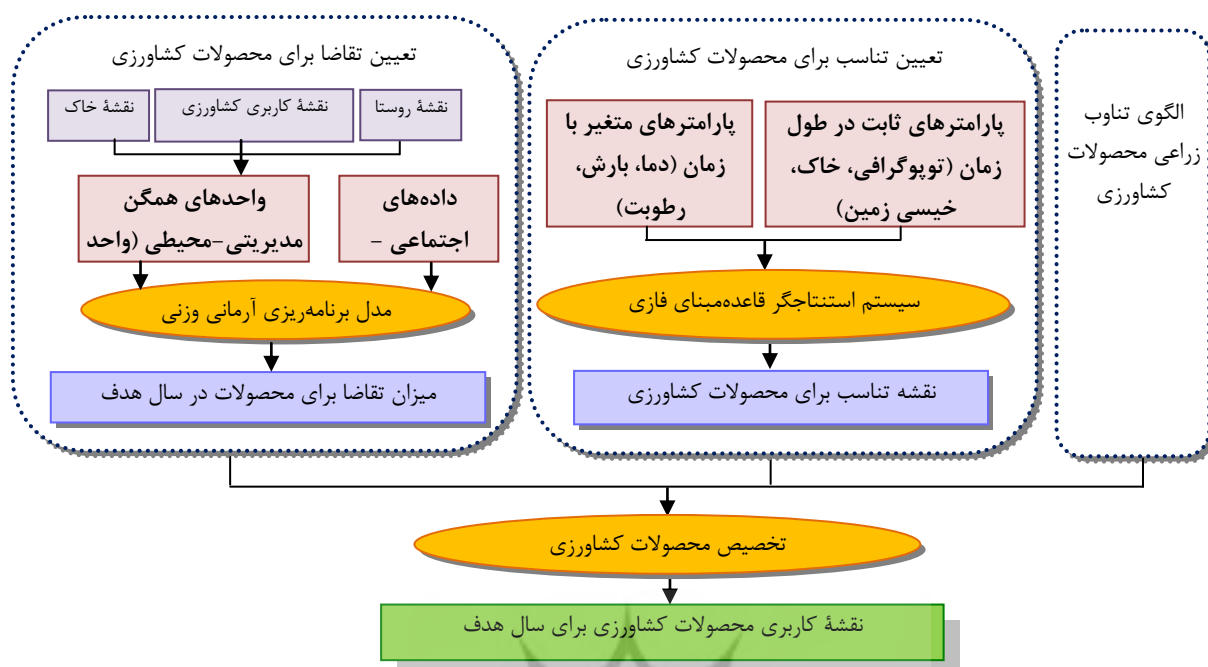 تعیین تقاضا برای محصولات کشاورزی
نقشهٔ خاک
نقشهٔ کاربری کشاورزی
نقشهٔ روستا
واحدهای همگن
مدیریتی-محیطی (واحد
داده‌های
اجتماعی -
مدل برنامه‌ریزی آرمانی وزنی
میزان تقاضا برای محصولات در سال هدف
تعیین تناسب برای محصولات کشاورزی
پارامترهای متغیر با
زمان (دما، بارش،
رطوبت)
پارامترهای ثابت در طول
زمان (توپوگرافی، خاک،
خیسی زمین)
سیستم استنتاجگر قاعده‌مبنای فازی
نقشه تناسب برای محصولات کشاورزی
الگوی تناوب
زراعی محصولات
کشاورزی
تخصیص محصولات کشاورزی
نقشهٔ کاربری محصولات کشاورزی برای سال هدف